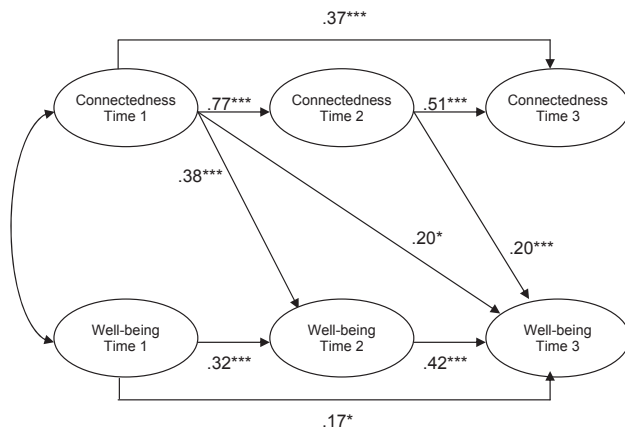 .37***
Connectedness
Time 1
.77***
Connectedness
Time 2
.51***
Connectedness
Time 3
.38***
.20*
.20***
Well-being
Time 1
.32***
Well-being
Time 2
.42***
Well-being
Time 3
.17*